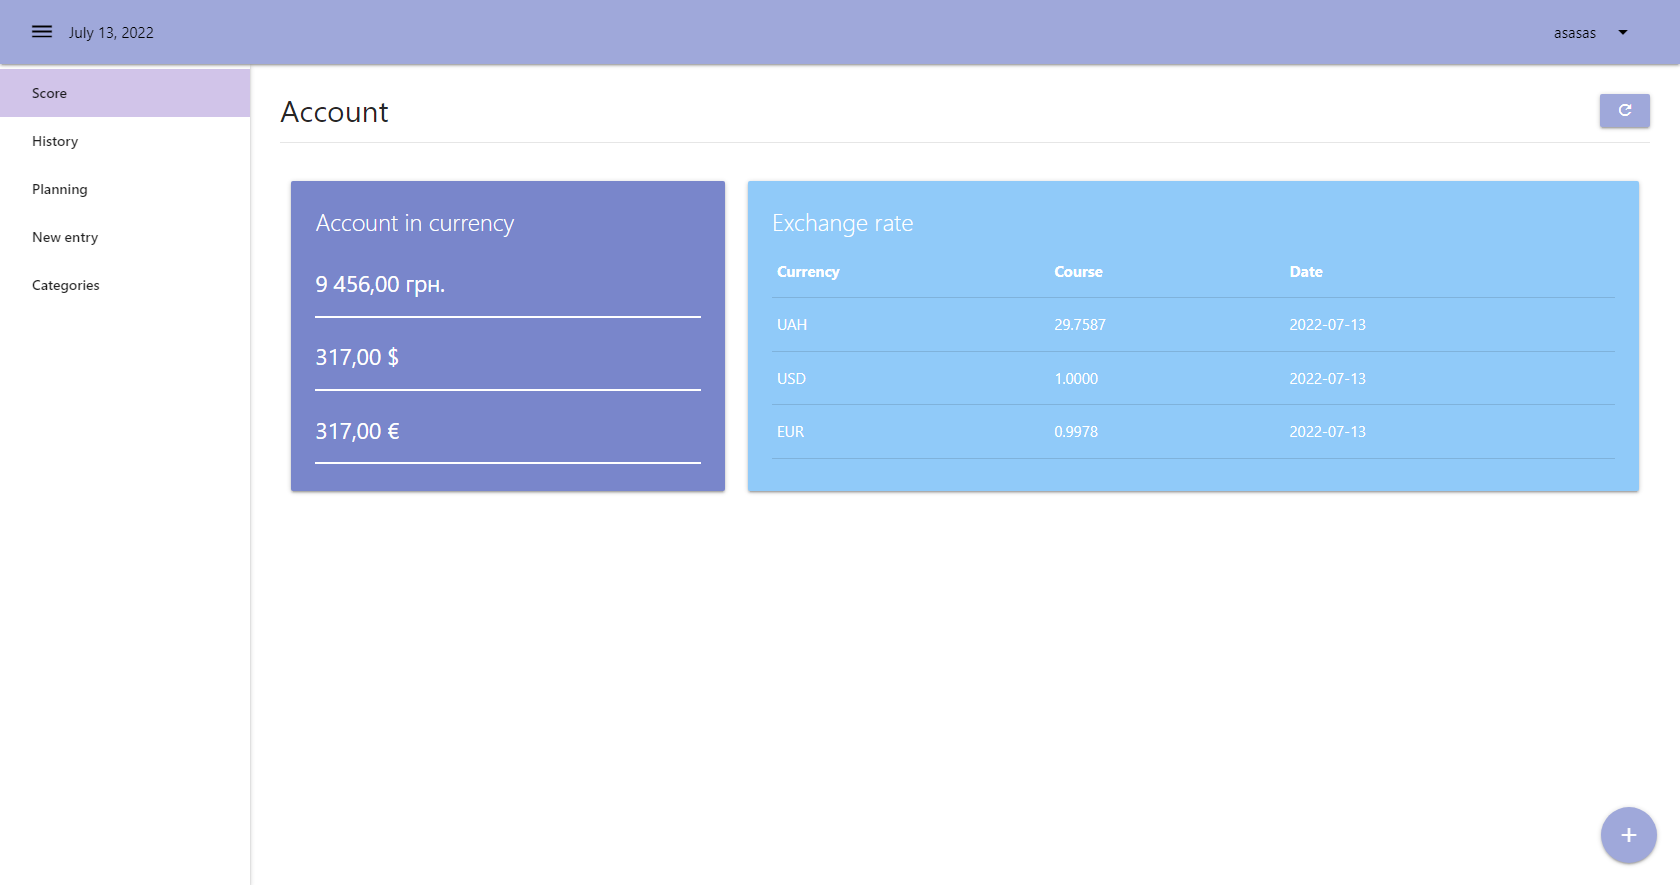 July 13, 2022
asasas
Score
History
Planning
New entry
Categories
Account
Account in currency
9 456,00 грн.
317,00 $
317,00 €
Exchange rate
Currency Course Date
UAH 29.7587 2022-07-13
USD 1.0000 2022-07-13
EUR 0.9978 2022-07-13